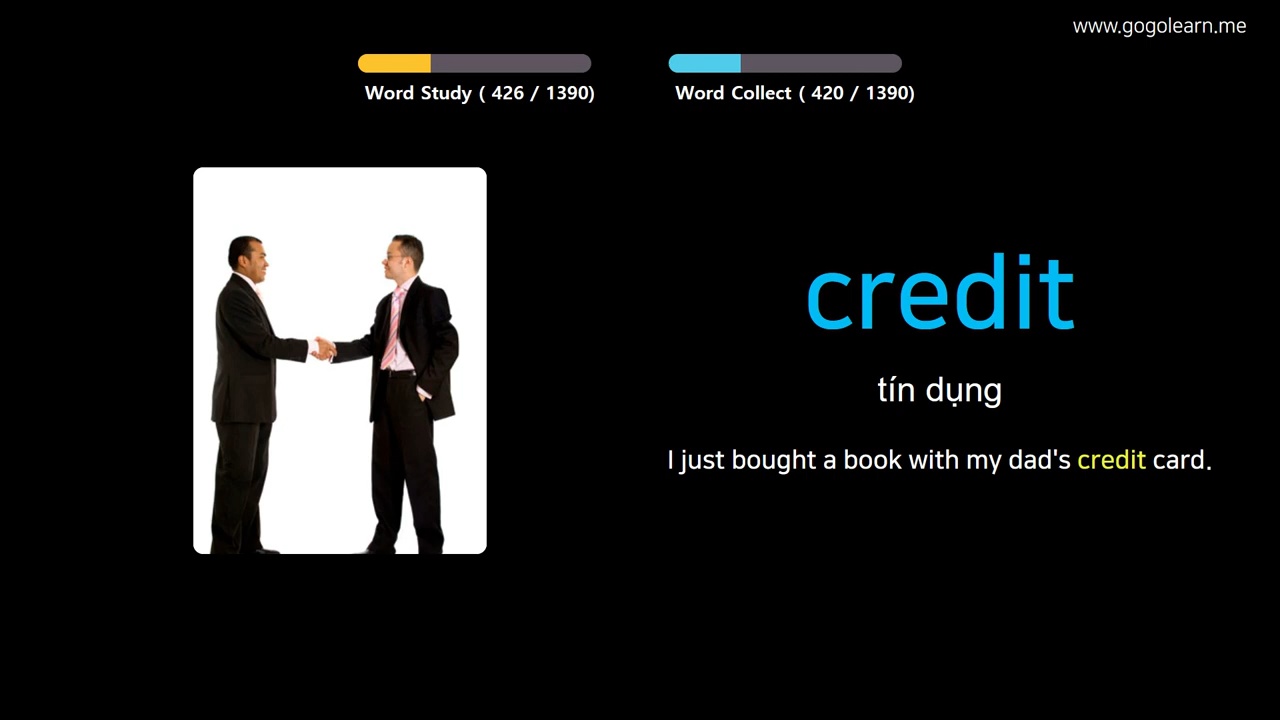 www.gogolearn.me
Word Study ( 426 / 1390)
Word Collect ( 420 / 1390)
credit
tín dụng
I just bought a book with my dad's credit card.